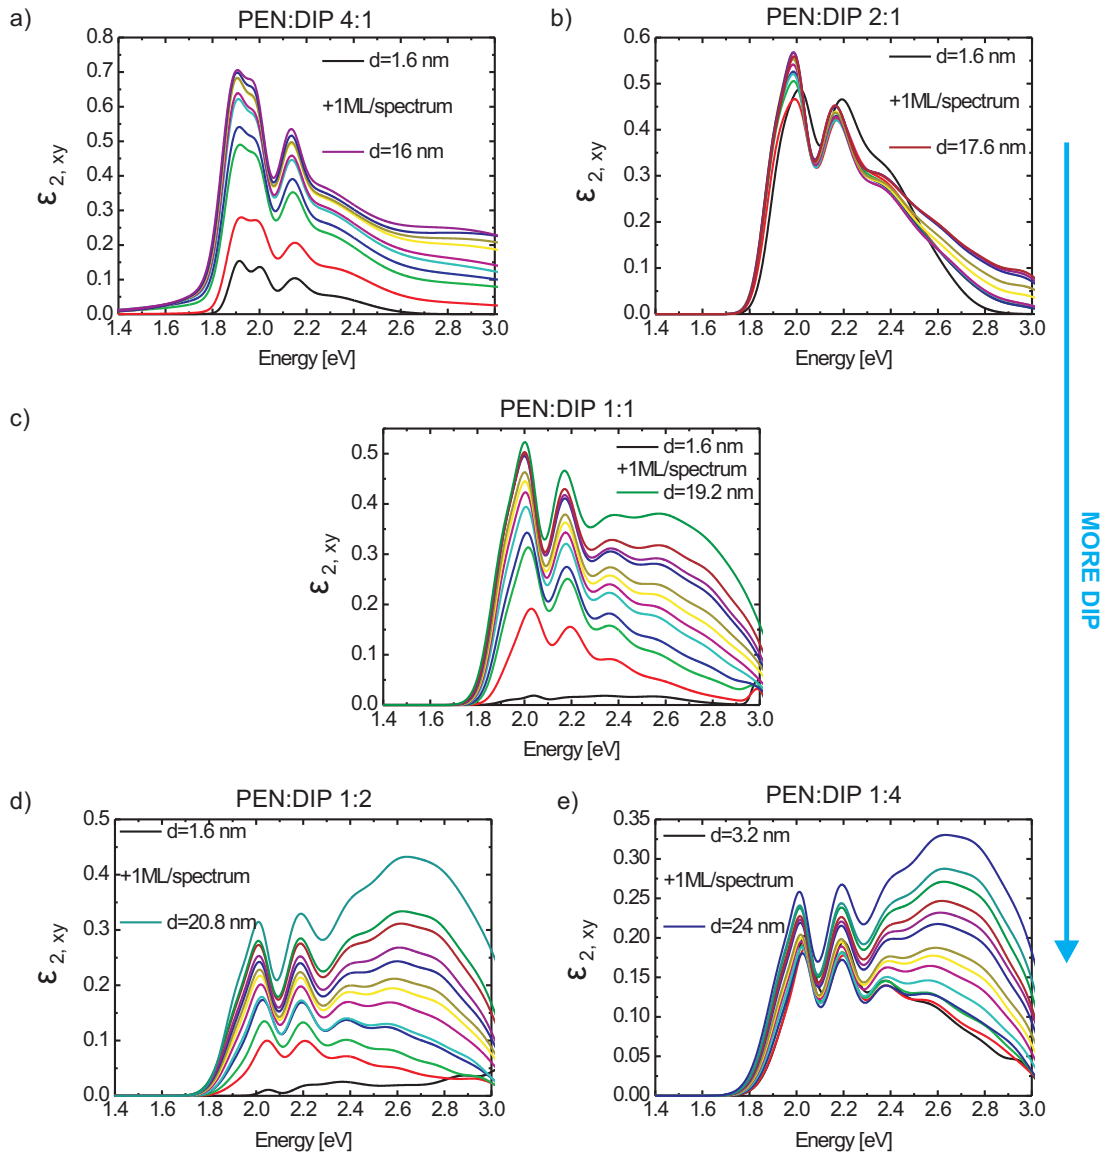 a)
PEN:DIP 4:1
0.8
0.7
0.6
0.5
0.4
0.3
0.2
0.1
0.0
ε2, xy
d=1.6 nm
+1ML/spectrum
d=16 nm
1.4 1.6 1.8 2.0 2.2 2.4 2.6 2.8 3.0
Energy [eV]
b)
PEN:DIP 2:1
0.6
0.5
0.4
0.3
0.2
0.1
0.0
ε2, xy
d=1.6 nm
+1ML/spectrum
d=17.6 nm
1.4 1.6 1.8 2.0 2.2 2.4 2.6 2.8 3.0
Energy [eV]
c)
PEN:DIP 1:1
0.5
0.4
0.3
0.2
0.1
0.0
ε2, xy
d=1.6 nm
+1ML/spectrum
d=19.2 nm
1.4 1.6 1.8 2.0 2.2 2.4 2.6 2.8 3.0
Energy [eV]
MORE DIP
d)
PEN:DIP 1:2
0.5
0.4
0.3
0.2
0.1
0.0
ε2, xy
d=1.6 nm
+1ML/spectrum
d=20.8 nm
1.4 1.6 1.8 2.0 2.2 2.4 2.6 2.8 3.0
Energy [eV]
e)
PEN:DIP 1:4
0.35
0.30
0.25
0.20
0.15
0.10
0.05
0.00
ε2, xy
d=3.2 nm
+1ML/spectrum
d=24 nm
1.4 1.6 1.8 2.0 2.2 2.4 2.6 2.8 3.0
Energy [eV]